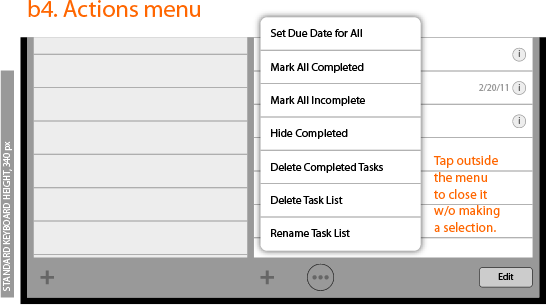 b4. Actions menu
Set Due Date for All
Mark All Completed
Mark All Incomplete
Hide Completed
Delete Completed Tasks
Delete Task List
Rename Task List
i
2/20/11 i
i
Tap outside
the menu
to close it
w/o making
a selection.
STANDARD KEYBOARD HEIGHT, 340 px
+
+
Edit